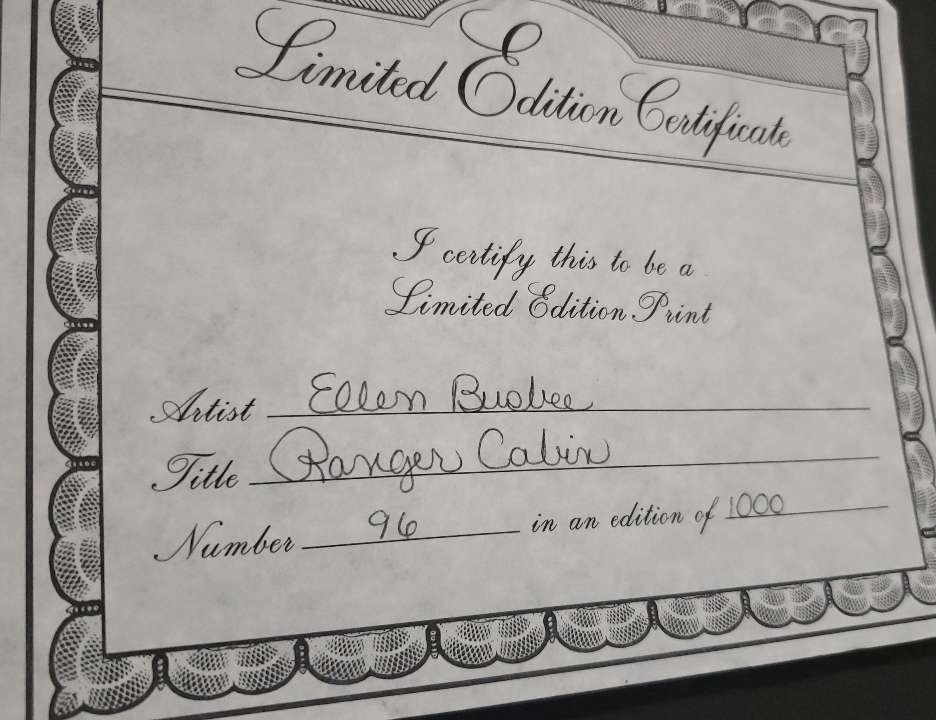 Limited Edition Certificate
I certify this to be a
Limited Edition Print
Artist Ellen Busbee
Title Ranger Cabin
Number 96 in an edition of 1000